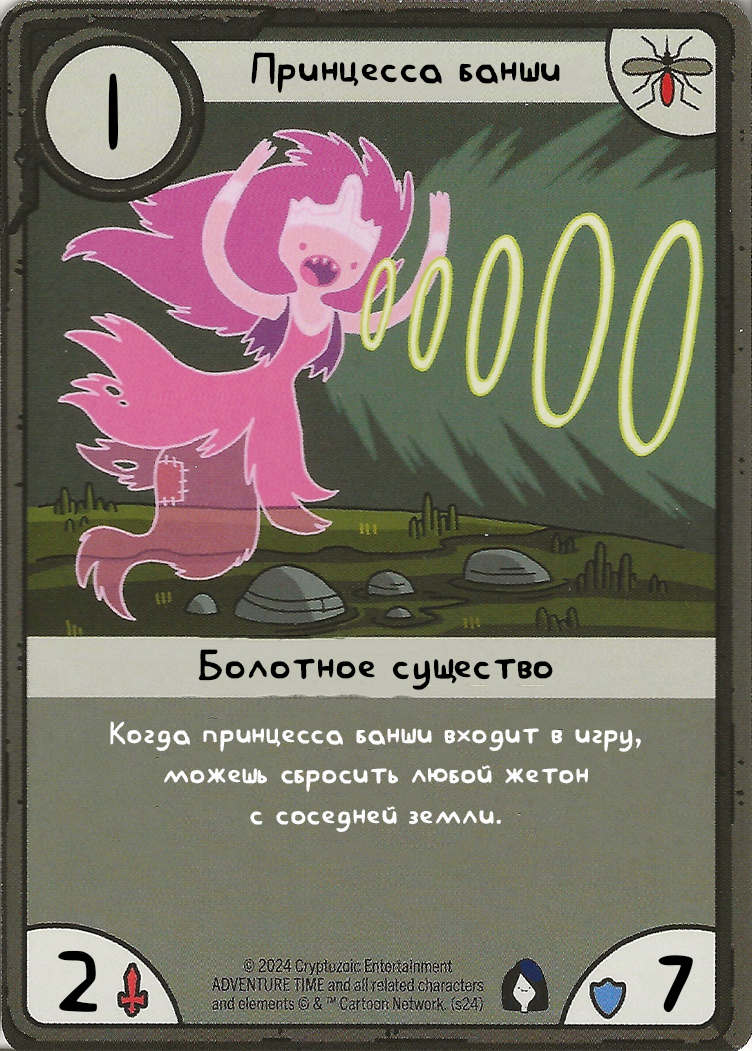 1
Принцесса банши
Болотное существо
Когда принцесса банши входит в игру,
можешь сбросить любой жетон
с соседней земли.
2
© 2024 Cryptozoic Entertainment
ADVENTURE TIME and all related characters
and elements © & ™ Cartoon Network. (s24)
7